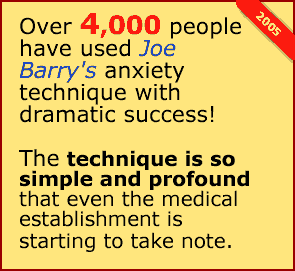 2005
Over 4,000 people
have used Joe
Barry's anxiety
technique with
dramatic success!
The technique is so
simple and profound
that even the medical
establishment is
starting to take note.